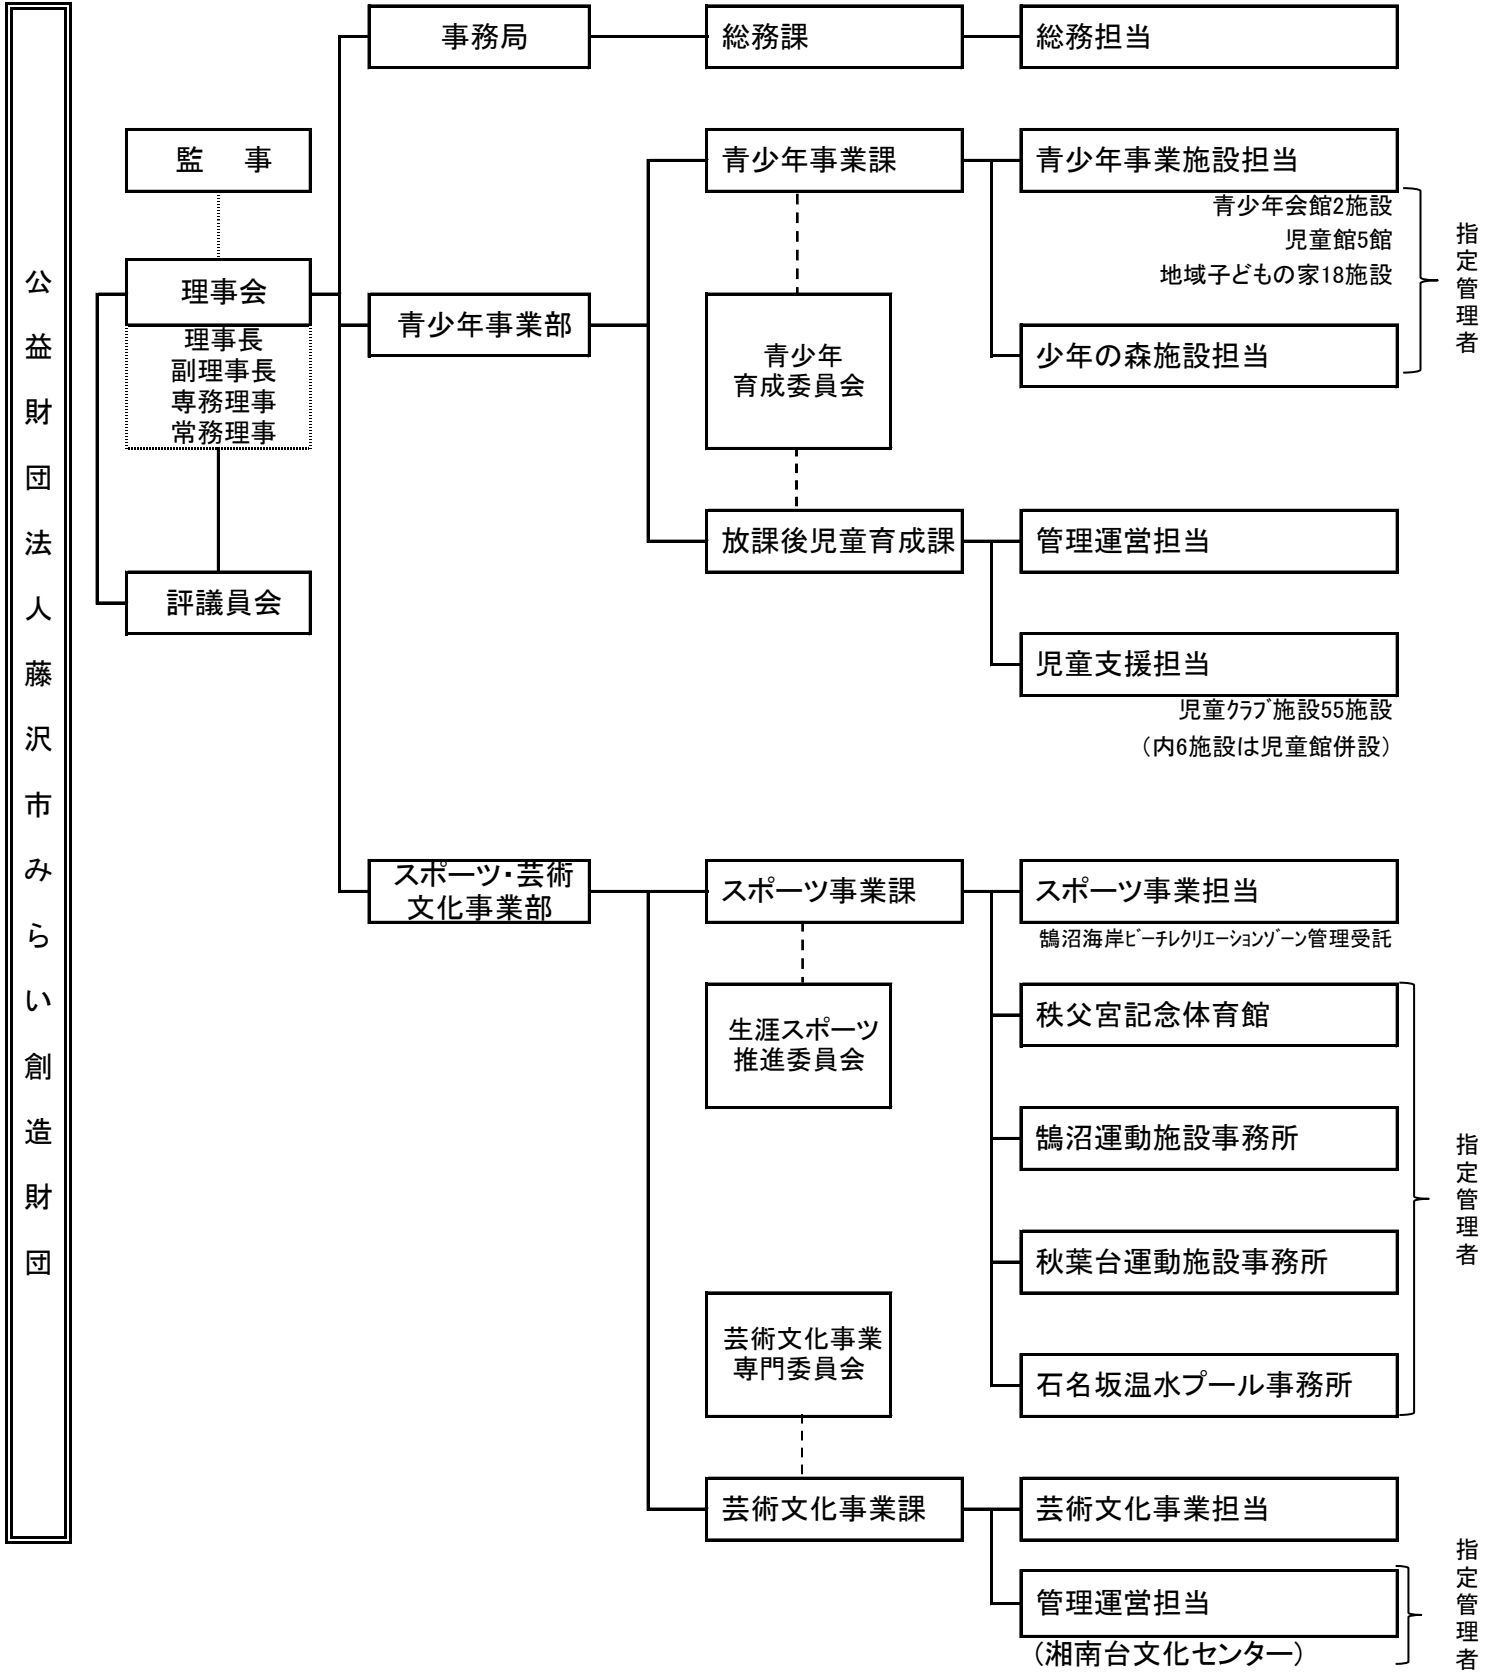 公益財団法人藤沢市みらい創造財団
監　事
理事会
理事長
副理事長
専務理事
常務理事
評議員会
事務局
総務課
総務担当
青少年事業部
青少年事業課
青少年事業施設担当
青少年会館2施設
児童館5館
地域子どもの家18施設
少年の森施設担当
指定管理者
青少年
育成委員会
放課後児童育成課
管理運営担当
児童支援担当
児童ｸﾗﾌﾞ施設55施設
（内6施設は児童館併設）
スポーツ・芸術
文化事業部
スポーツ事業課
スポーツ事業担当
鵠沼海岸ﾋﾞｰﾁﾚｸﾘｴｰｼｮﾝｿﾞｰﾝ管理受託
生涯スポーツ
推進委員会
秩父宮記念体育館
鵠沼運動施設事務所
秋葉台運動施設事務所
石名坂温水プール事務所
指定管理者
芸術文化事業
専門委員会
芸術文化事業課
芸術文化事業担当
管理運営担当
（湘南台文化センター）
指定管理者